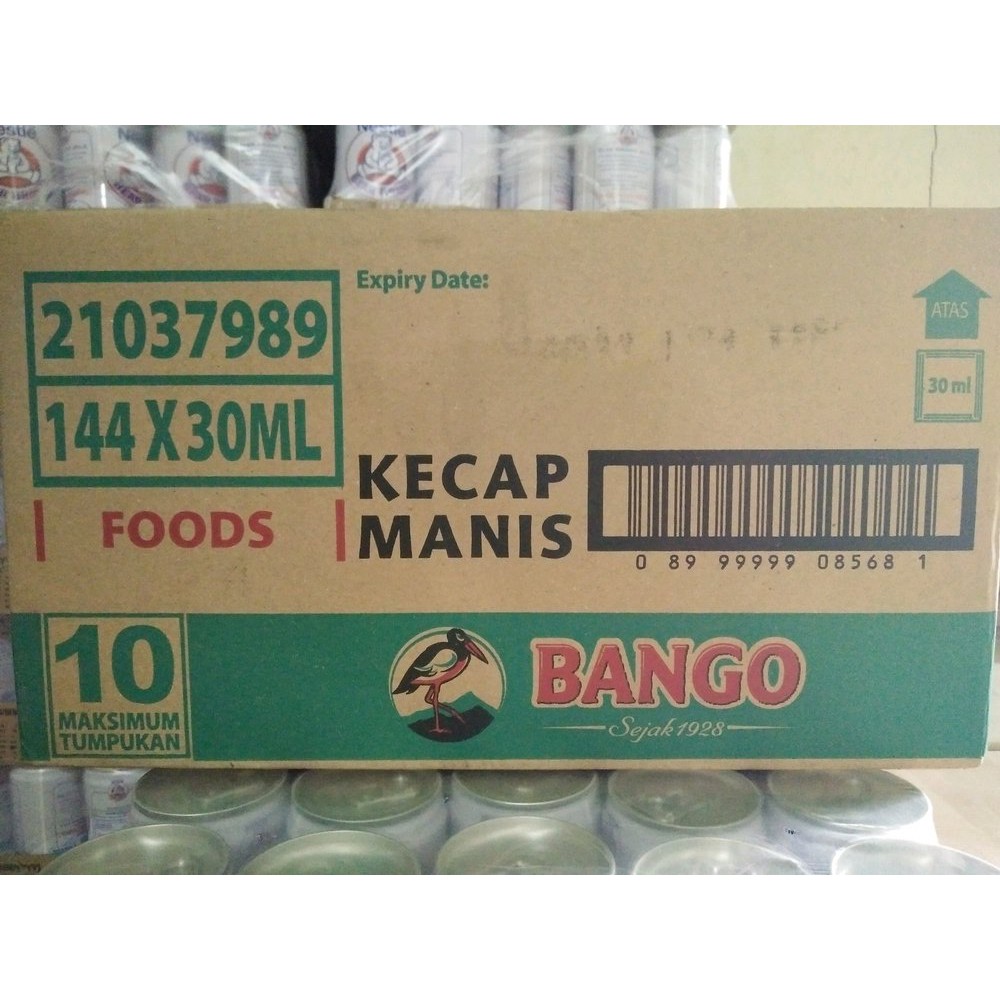 Nestlé
Expiry Date:
21037989
144 X 30ML
ATAS
30 ml
FOODS
KECAP
MANIS
0 89 99999 08568 1
10
MAKSIMUM
TUMPUKAN
BANGO
Sejak 1928